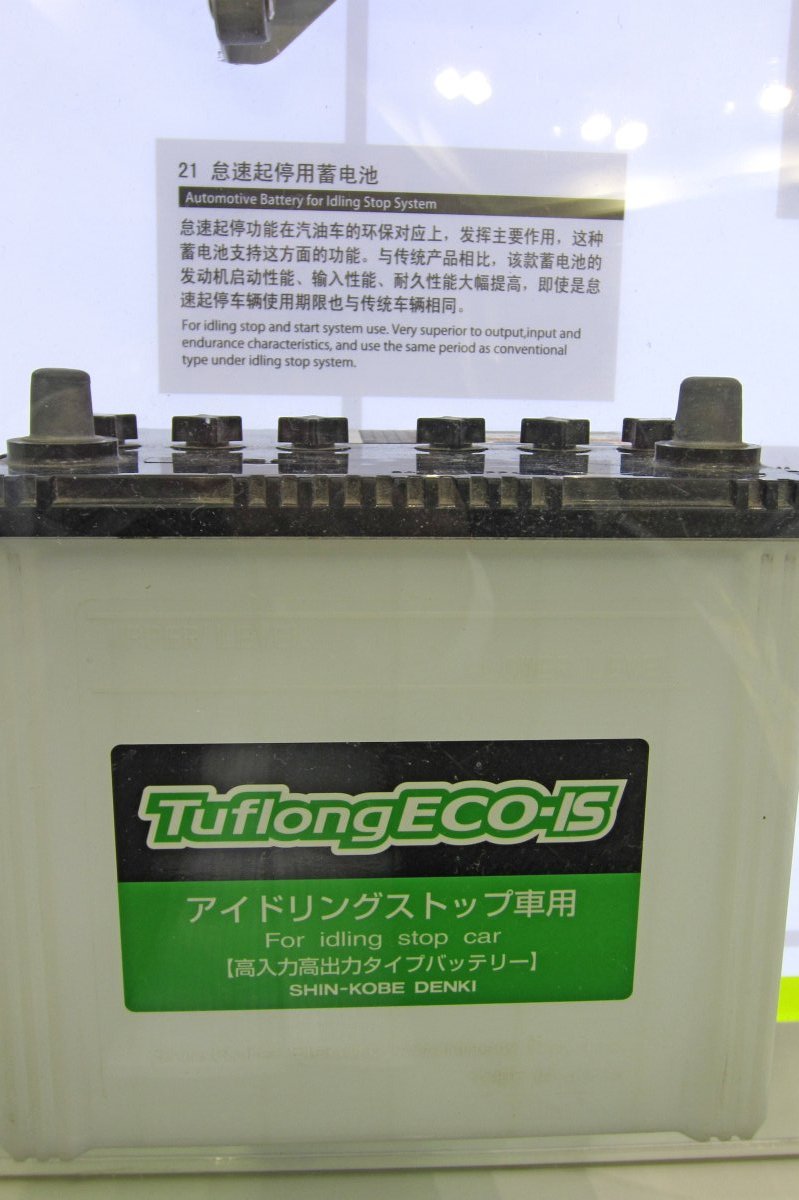 21 怠速起停用蓄电池
Automotive Battery for Idling Stop System
怠速起停功能在汽油车的环保对应上，发挥主要作用，这种
蓄电池支持这方面的功能。与传统产品相比，该款蓄电池的
发动机启动性能、输入性能、耐久性能大幅提高，即使是怠
速起停车辆使用期限也与传统车辆相同。
For idling stop and start system use. Very superior to output,input and
endurance characteristics, and use the same period as conventional
type under idling stop system.
Tuflong ECO-IS
アイドリングストップ車用
For idling stop car
【高入力高出力タイプバッテリー】
SHIN-KOBE DENKI